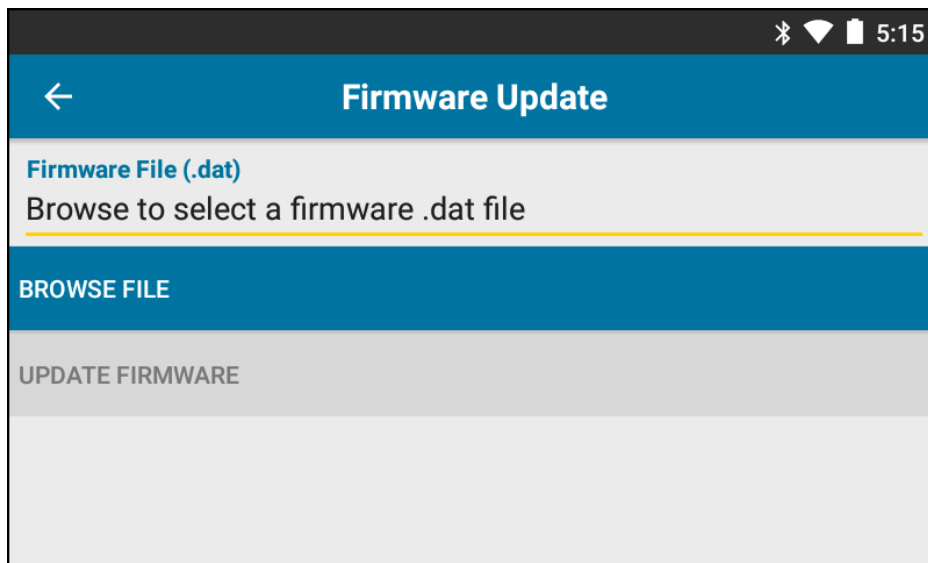 5:15
Firmware Update
Firmware File (.dat)
Browse to select a firmware .dat file
BROWSE FILE
UPDATE FIRMWARE